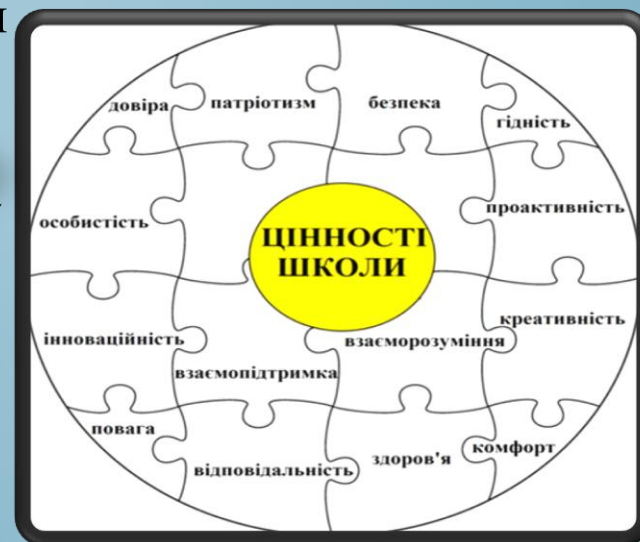 довіра
патріотизм
безпека
гідність
особистість
ЦІННОСТІ
ШКОЛИ
проактивність
інноваційність
взаємопідтримка
взаєморозуміння
креативність
повага
відповідальність
здоров'я
комфорт